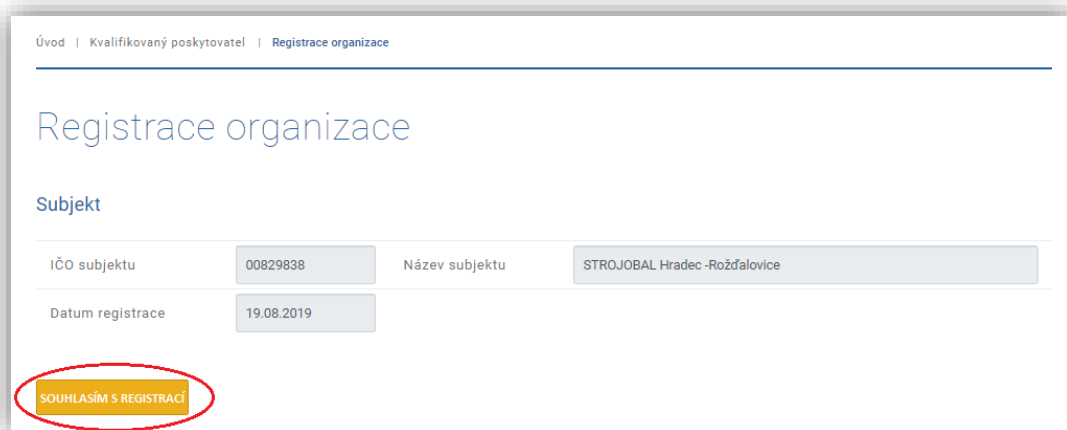 Úvod | Kvalifikovaný poskytovatel | Registrace organizace
Registrace organizace
Subjekt
IČO subjektu 00829838 Název subjektu STROJOBAL Hradec -Rožďalovice
Datum registrace 19.08.2019
SOUHLASÍM S REGISTRACÍ